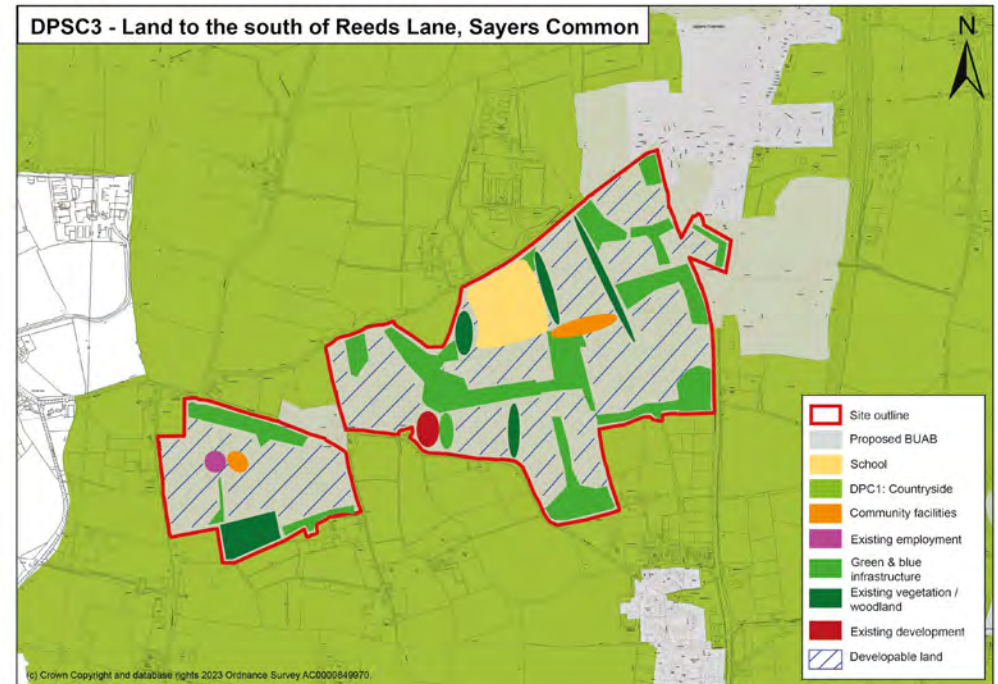 DPSC3 - Land to the south of Reeds Lane, Sayers Common
N
Site outline
Proposed BUAB
School
DPC1: Countryside
Community facilities
Existing employment
Green & blue
infrastructure
Existing vegetation /
woodland
Existing development
Developable land
(c) Crown Copyright and database rights 2023 Ordnance Survey AC0000849970.